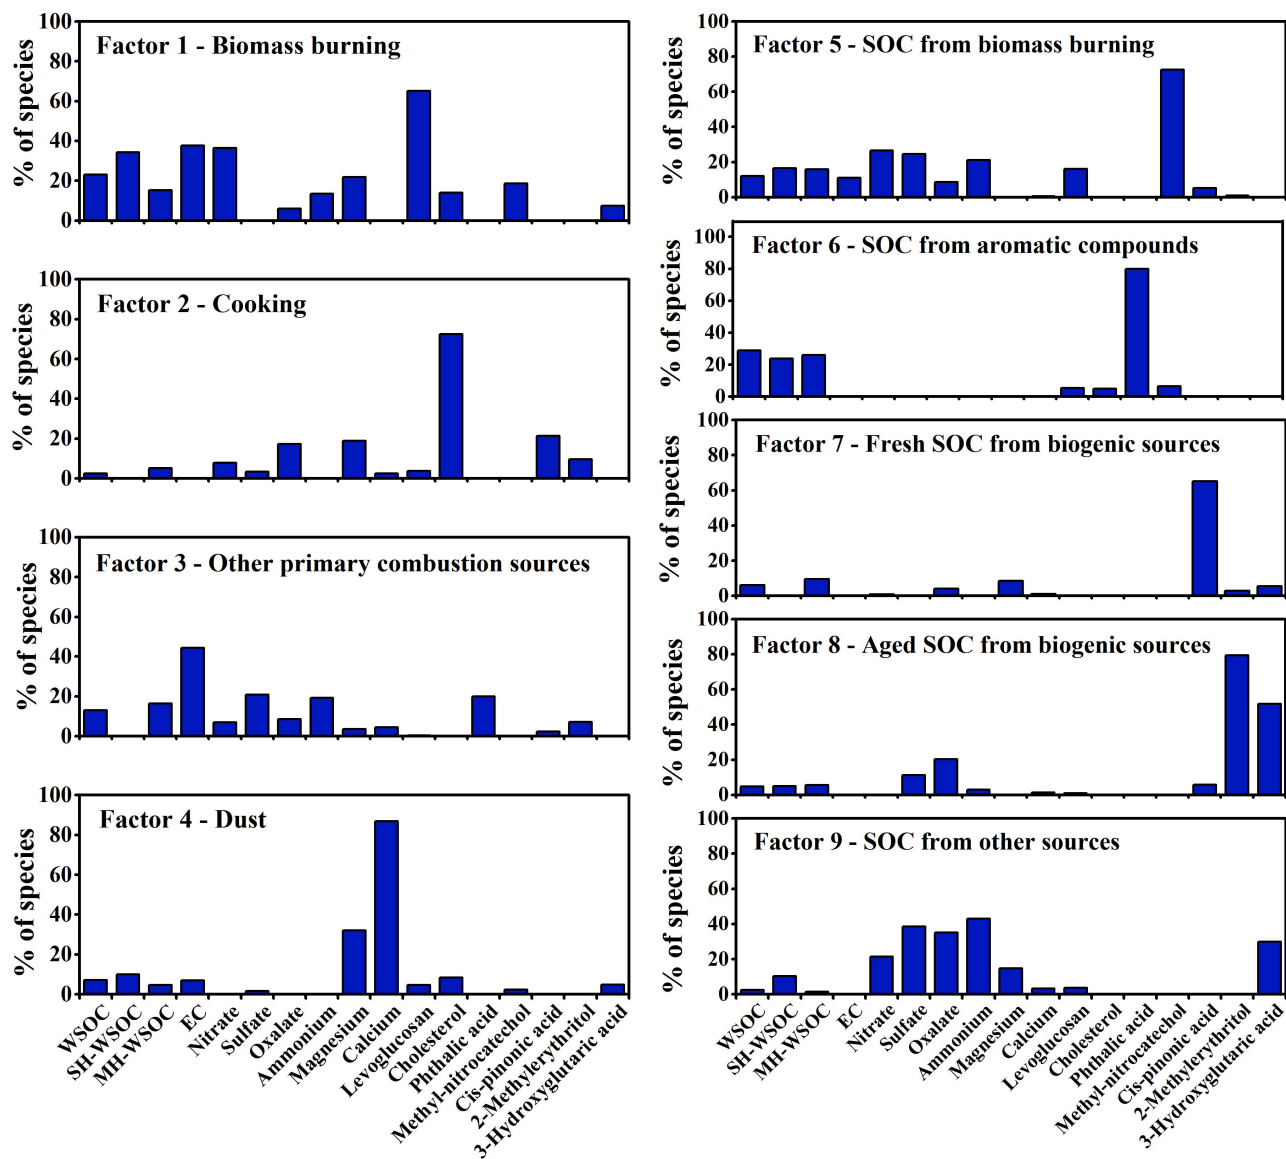 Factor 1 - Biomass burning
% of species
100
80
60
40
20
0
Factor 2 - Cooking
% of species
100
80
60
40
20
0
Factor 3 - Other primary combustion sources
% of species
100
80
60
40
20
0
Factor 4 - Dust
% of species
100
80
60
40
20
0
WSOC
SH-WSOC
MH-WSOC
EC
Nitrate
Sulfate
Oxalate
Ammonium
Magnesium
Calcium
Levoglucosan
Cholesterol
Phthalic acid
Methyl-nitrocatechol
Cis-pinonic acid
2-Methylerythritol
3-Hydroxyglutaric acid
Factor 5 - SOC from biomass burning
% of species
100
80
60
40
20
0
Factor 6 - SOC from aromatic compounds
% of species
100
80
60
40
20
0
Factor 7 - Fresh SOC from biogenic sources
% of species
100
80
60
40
20
0
Factor 8 - Aged SOC from biogenic sources
% of species
100
80
60
40
20
0
Factor 9 - SOC from other sources
% of species
100
80
60
40
20
0
WSOC
SH-WSOC
MH-WSOC
EC
Nitrate
Sulfate
Oxalate
Ammonium
Magnesium
Calcium
Levoglucosan
Cholesterol
Phthalic acid
Methyl-nitrocatechol
Cis-pinonic acid
2-Methylerythritol
3-Hydroxyglutaric acid